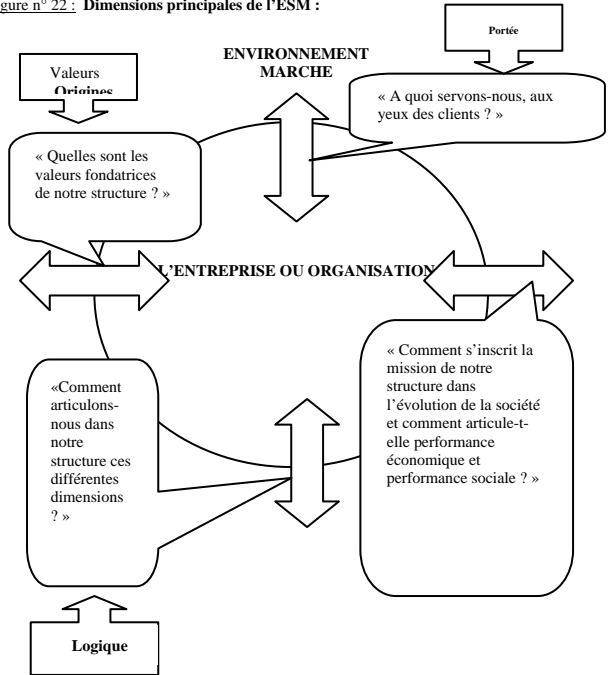 gure n° 22 : Dimensions principales de l'ESM :
Portée
ENVIRONNEMENT
MARCHE
Valeurs
Origines
« A quoi servons-nous, aux
yeux des clients ? »
« Quelles sont les
valeurs fondatrices
de notre structure ? »
L'ENTREPRISE OU ORGANISATION
« Comment s'inscrit la
mission de notre
structure dans
l'évolution de la société
et comment articule-t-
elle performance
économique et
performance sociale ? »
«Comment
articulons-
nous dans
notre
structure ces
différentes
dimensions
? »
Logique